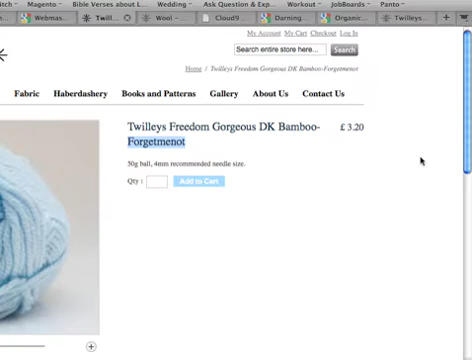 Magento Bible Verses about L... Wedding Ask Question & Exp... Workout JobBoards Panto
Webmas... Twill... Wool – ... Cloud9... Darning... Organic... Twilleys...
My Account My Cart Checkout Log In
Search entire store here... Search
Home / Twilleys Freedom Gorgeous DK Bamboo-Forgetmenot
Fabric Haberdashery Books and Patterns Gallery About Us Contact Us
Twilleys Freedom Gorgeous DK Bamboo- £3.20
Forgetmenot
50g ball, 4mm recommended needle size.
Qty : Add to Cart